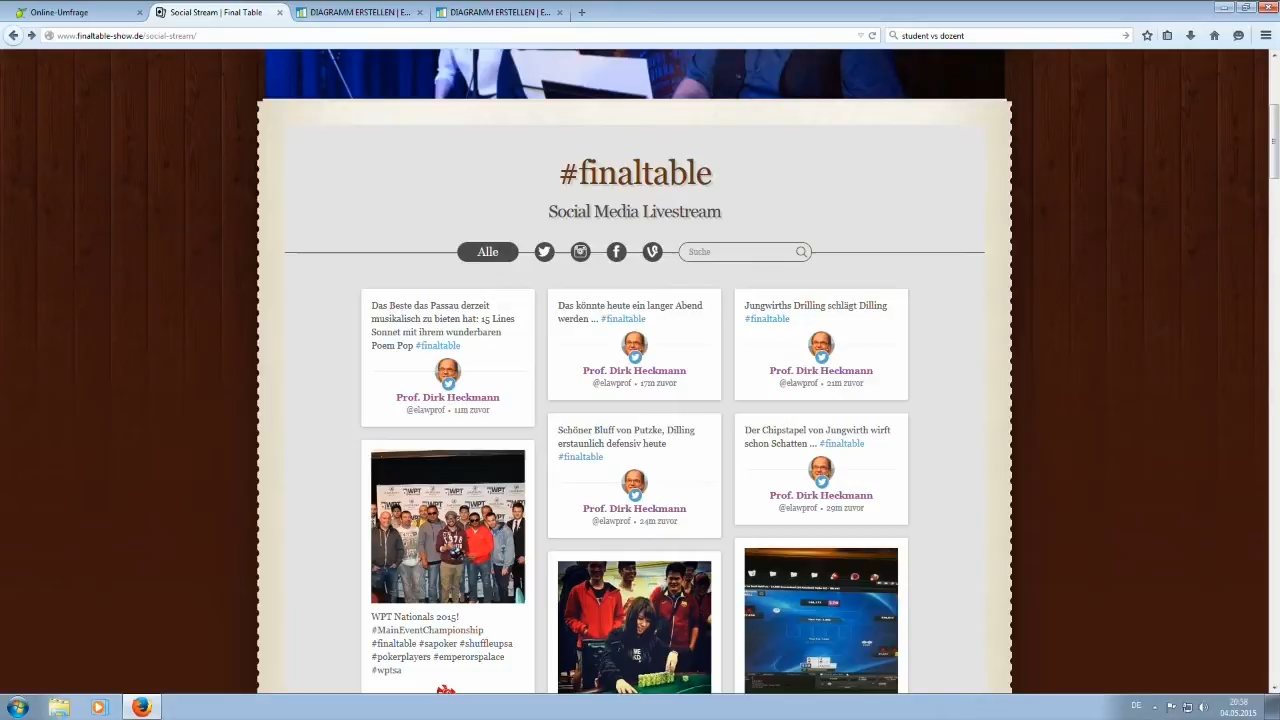 Online-Umfrage
Social Stream | Final Table
DIAGRAMM ERSTELLEN | E...
DIAGRAMM ERSTELLEN | E...
www.finaltable-show.de/social-stream/
student vs dozent
#finaltable
Social Media Livestream
Alle
Suche
Das Beste das Passau derzeit
musikalisch zu bieten hat: 15 Lines
Sonnet mit ihrem wunderbaren
Poem Pop #finaltable
Prof. Dirk Heckmann
@elawprof • 11m zuvor
WPT Nationals 2015!
#MainEventChampionship
#finaltable #sapoker #shuffleupsa
#pokerplayers #emperorspalace
#wptsa
Das könnte heute ein langer Abend
werden ... #finaltable
Prof. Dirk Heckmann
@elawprof • 17m zuvor
Schöner Bluff von Putzke, Dilling
erstaunlich defensiv heute
#finaltable
Prof. Dirk Heckmann
@elawprof • 24m zuvor
Jungwirths Drilling schlägt Dilling
#finaltable
Prof. Dirk Heckmann
@elawprof • 21m zuvor
Der Chipstapel von Jungwirth wirft
schon Schatten ... #finaltable
Prof. Dirk Heckmann
@elawprof • 29m zuvor
DE
20:58
04.05.2015